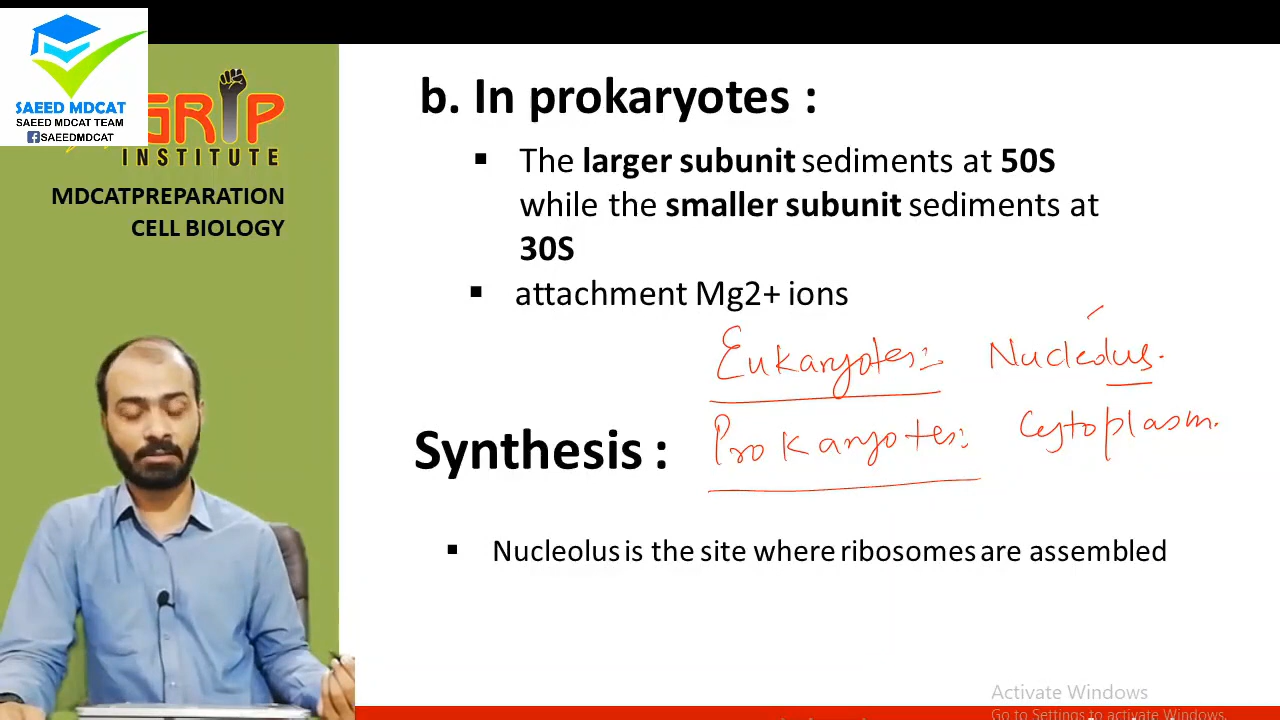 SAEED MDCAT
SAEED MDCAT TEAM
SAEEDMDCAT
GRIP
INSTITUTE
MDCATPREPARATION
CELL BIOLOGY
b. In prokaryotes :
▪ The larger subunit sediments at 50S
while the smaller subunit sediments at
30S
▪ attachment Mg2+ ions
Eukaryotes:- Nucleolus.
Synthesis : Prokaryotes: Cytoplasm.
▪ Nucleolus is the site where ribosomes are assembled
Activate Windows
Go to Settings to activate Windows.